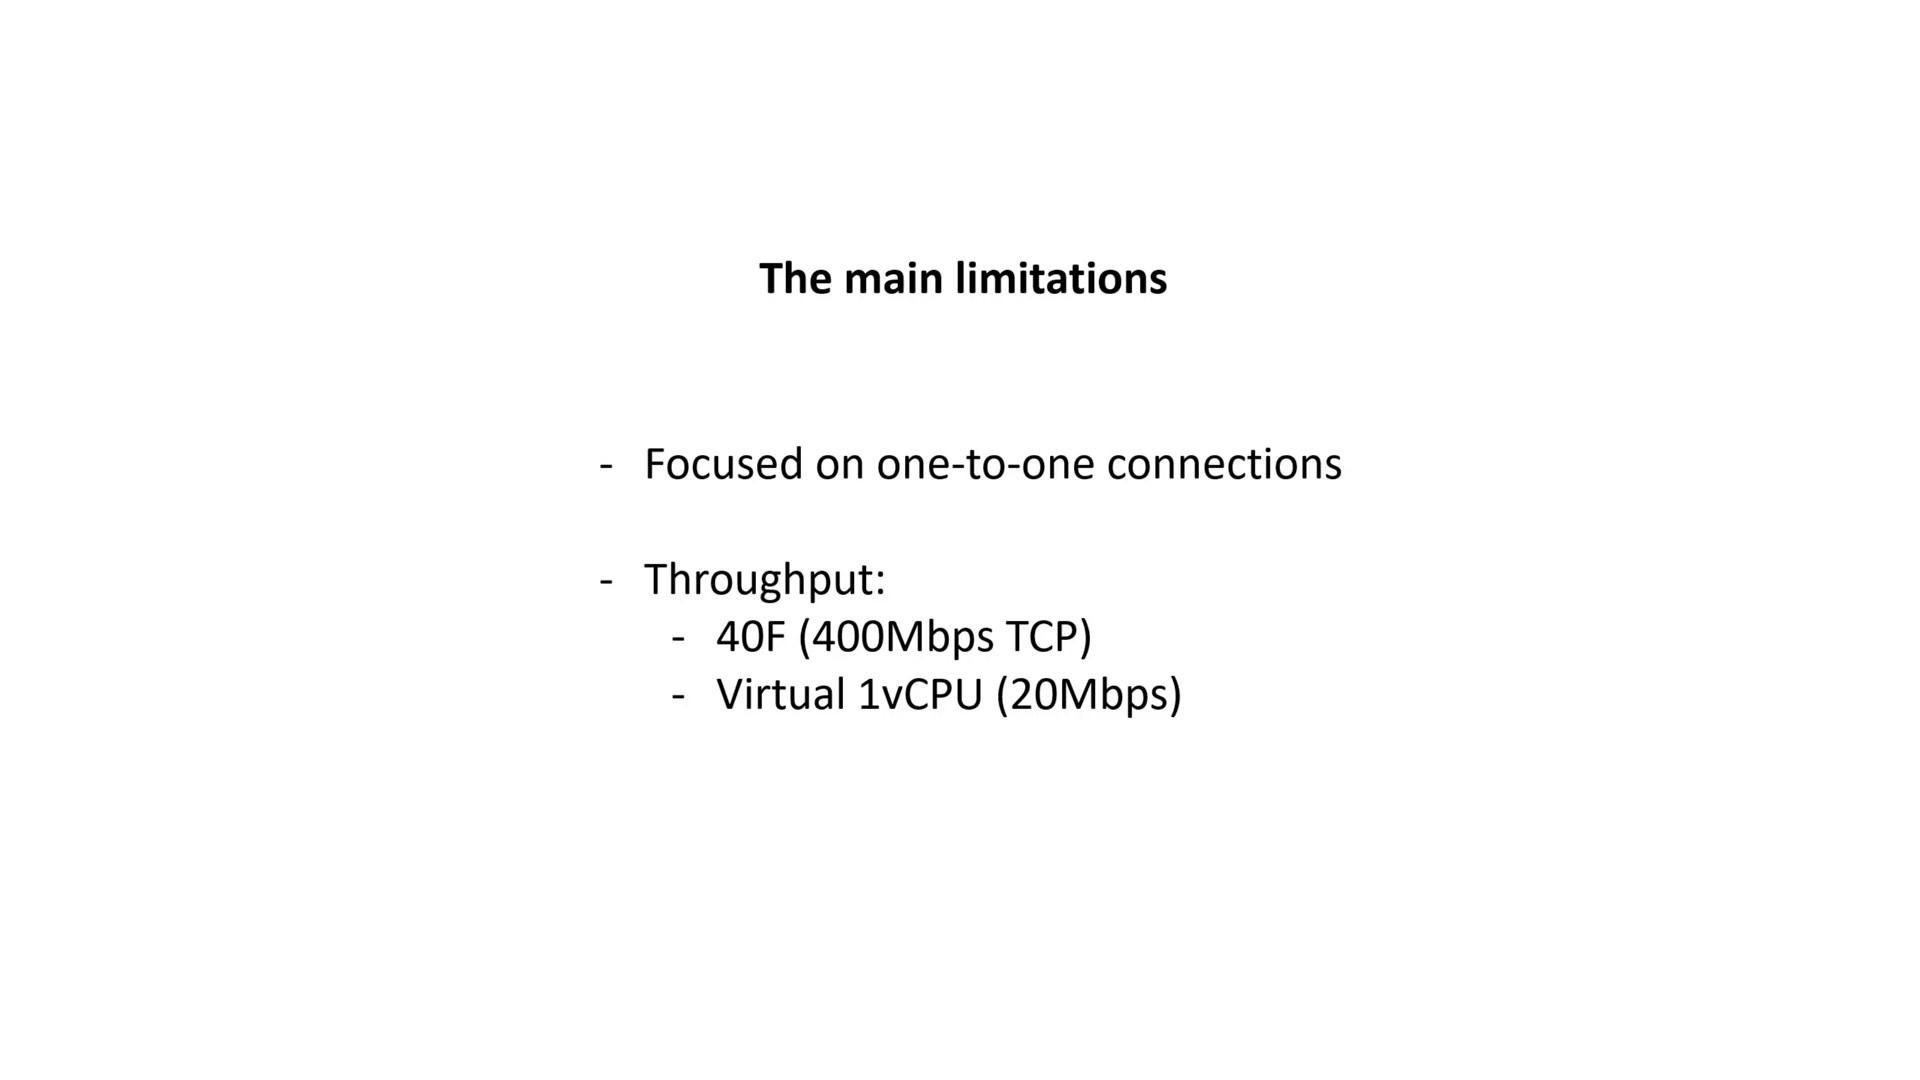 The main limitations
- Focused on one-to-one connections
- Throughput:
- 40F (400Mbps TCP)
- Virtual 1vCPU (20Mbps)